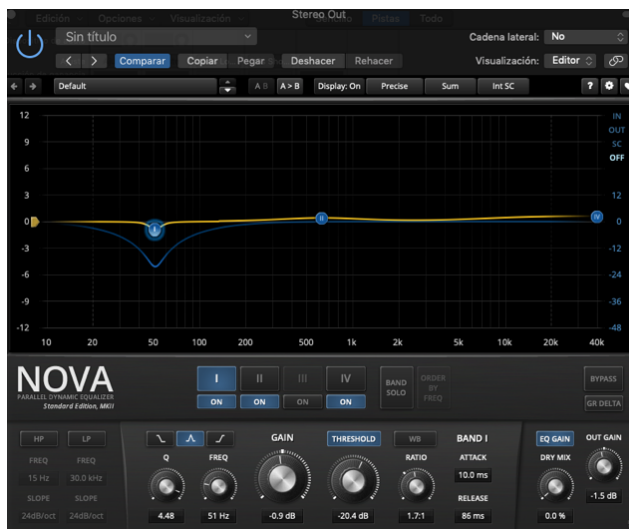 Edición Opciones Visualización Stereo Out Pistas Todo
Sin título Cadena lateral: No
Comparar Copiar Pegar Deshacer Rehacer Visualización: Editor
Default A B A > B Display: On Precise Sum Int SC ?
12 IN
OUT
9 SC
OFF
6
3 12
0 II IV 0
-3 -12
-6 -24
-9 -36
-12 -48
10 20 50 100 200 500 1k 2k 5k 10k 20k 40k
NOVA
PARALLEL DYNAMIC EQUALIZER
Standard Edition, MKII
I II III IV
ON ON ON ON
BAND SOLO
ORDER BY FREQ
BYPASS
GR DELTA
HP LP GAIN THRESHOLD WB BAND I EQ GAIN OUT GAIN
FREQ FREQ Q FREQ RATIO ATTACK DRY MIX
15 Hz 30.0 kHz 10.0 ms
SLOPE SLOPE RELEASE -1.5 dB
24dB/oct 24dB/oct 4.48 51 Hz -0.9 dB -20.4 dB 1.7:1 86 ms 0.0 %